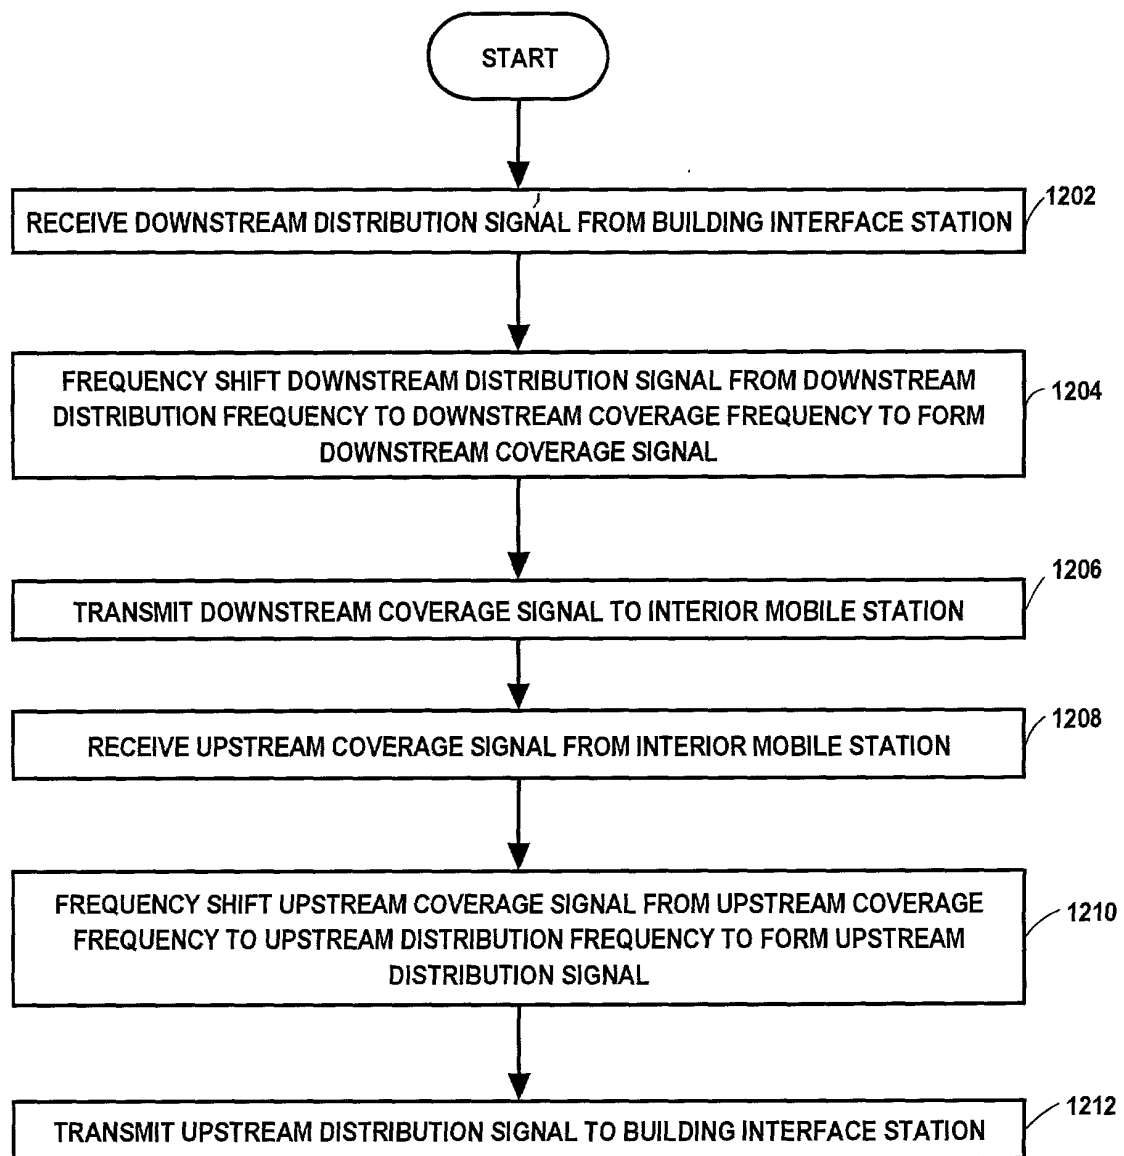 START
RECEIVE DOWNSTREAM DISTRIBUTION SIGNAL FROM BUILDING INTERFACE STATION
1202
FREQUENCY SHIFT DOWNSTREAM DISTRIBUTION SIGNAL FROM DOWNSTREAM
DISTRIBUTION FREQUENCY TO DOWNSTREAM COVERAGE FREQUENCY TO FORM
DOWNSTREAM COVERAGE SIGNAL
1204
TRANSMIT DOWNSTREAM COVERAGE SIGNAL TO INTERIOR MOBILE STATION
1206
RECEIVE UPSTREAM COVERAGE SIGNAL FROM INTERIOR MOBILE STATION
1208
FREQUENCY SHIFT UPSTREAM COVERAGE SIGNAL FROM UPSTREAM COVERAGE
FREQUENCY TO UPSTREAM DISTRIBUTION FREQUENCY TO FORM UPSTREAM
DISTRIBUTION SIGNAL
1210
TRANSMIT UPSTREAM DISTRIBUTION SIGNAL TO BUILDING INTERFACE STATION
1212